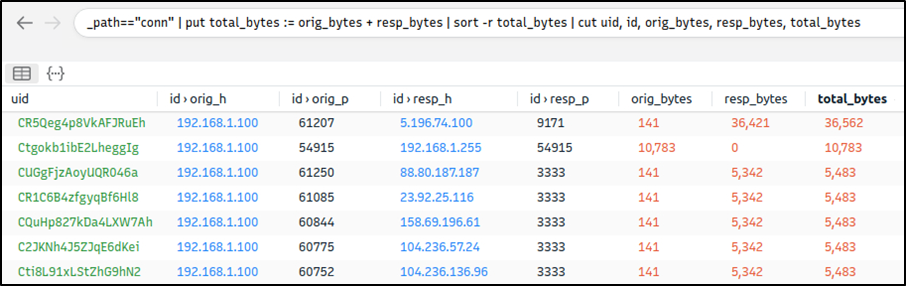 _path=="conn" | put total_bytes := orig_bytes + resp_bytes | sort -r total_bytes | cut uid, id, orig_bytes, resp_bytes, total_bytes
uid id › orig_h id › orig_p id › resp_h id › resp_p orig_bytes resp_bytes total_bytes
CR5Qeg4p8VkAFJRuEh 192.168.1.100 61207 5.196.74.100 9171 141 36,421 36,562
Ctgokb1ibE2LheggIg 192.168.1.100 54915 192.168.1.255 54915 10,783 0 10,783
CUGgFjzAoyUQR046a 192.168.1.100 61250 88.80.187.187 3333 141 5,342 5,483
CR1C6B4zfgyqBf6Hl8 192.168.1.100 61085 23.92.25.116 3333 141 5,342 5,483
CQuHp827kDa4LXW7Ah 192.168.1.100 60844 158.69.196.61 3333 141 5,342 5,483
C2JKNh4J5ZJqE6dKei 192.168.1.100 60775 104.236.57.24 3333 141 5,342 5,483
Cti8L91xLStZhG9hN2 192.168.1.100 60752 104.236.136.96 3333 141 5,342 5,483